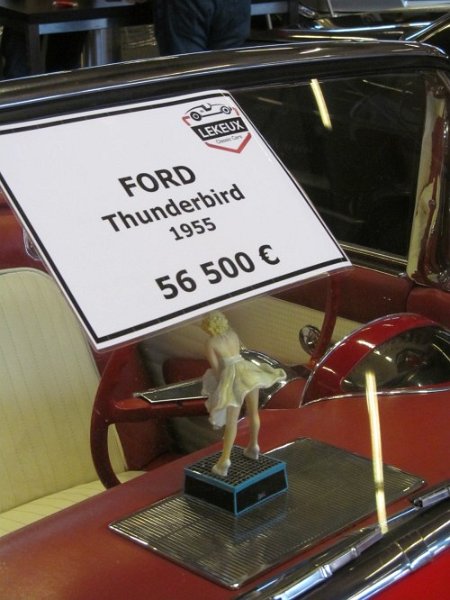 LEKEUX
Classic Cars
FORD
Thunderbird
1955
56 500 €